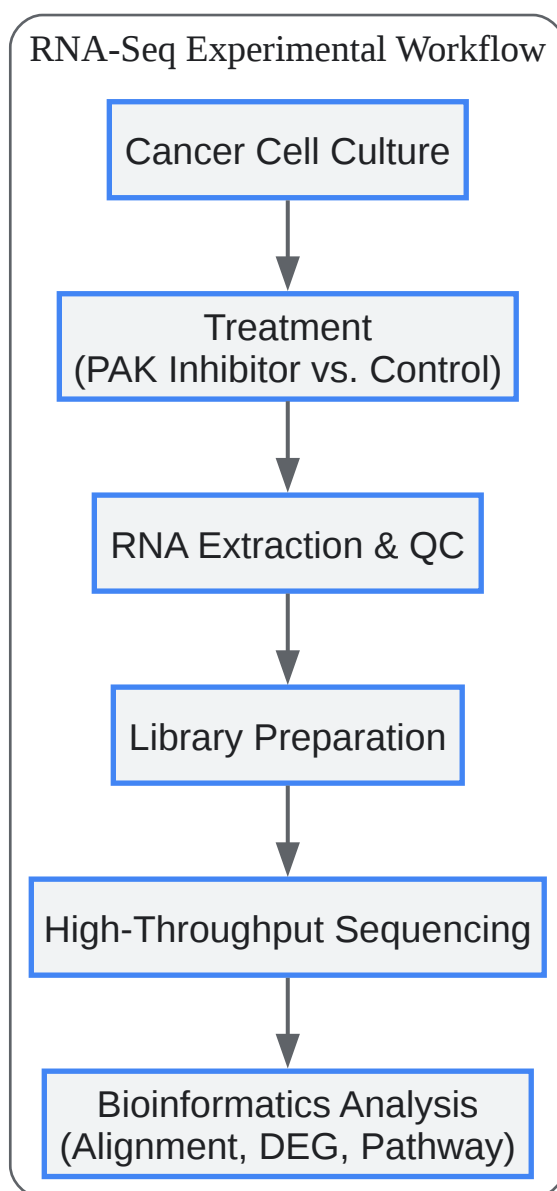 RNA-Seq Experimental Workflow
Cancer Cell Culture
Treatment
(PAK Inhibitor vs. Control)
RNA Extraction & QC
Library Preparation
High-Throughput Sequencing
Bioinformatics Analysis
(Alignment, DEG, Pathway)